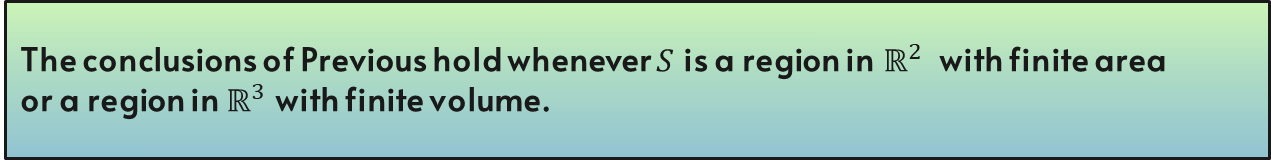 The conclusions of Previous hold whenever 𝑆 is a region in ℝ² with finite area
or a region in ℝ³ with finite volume.